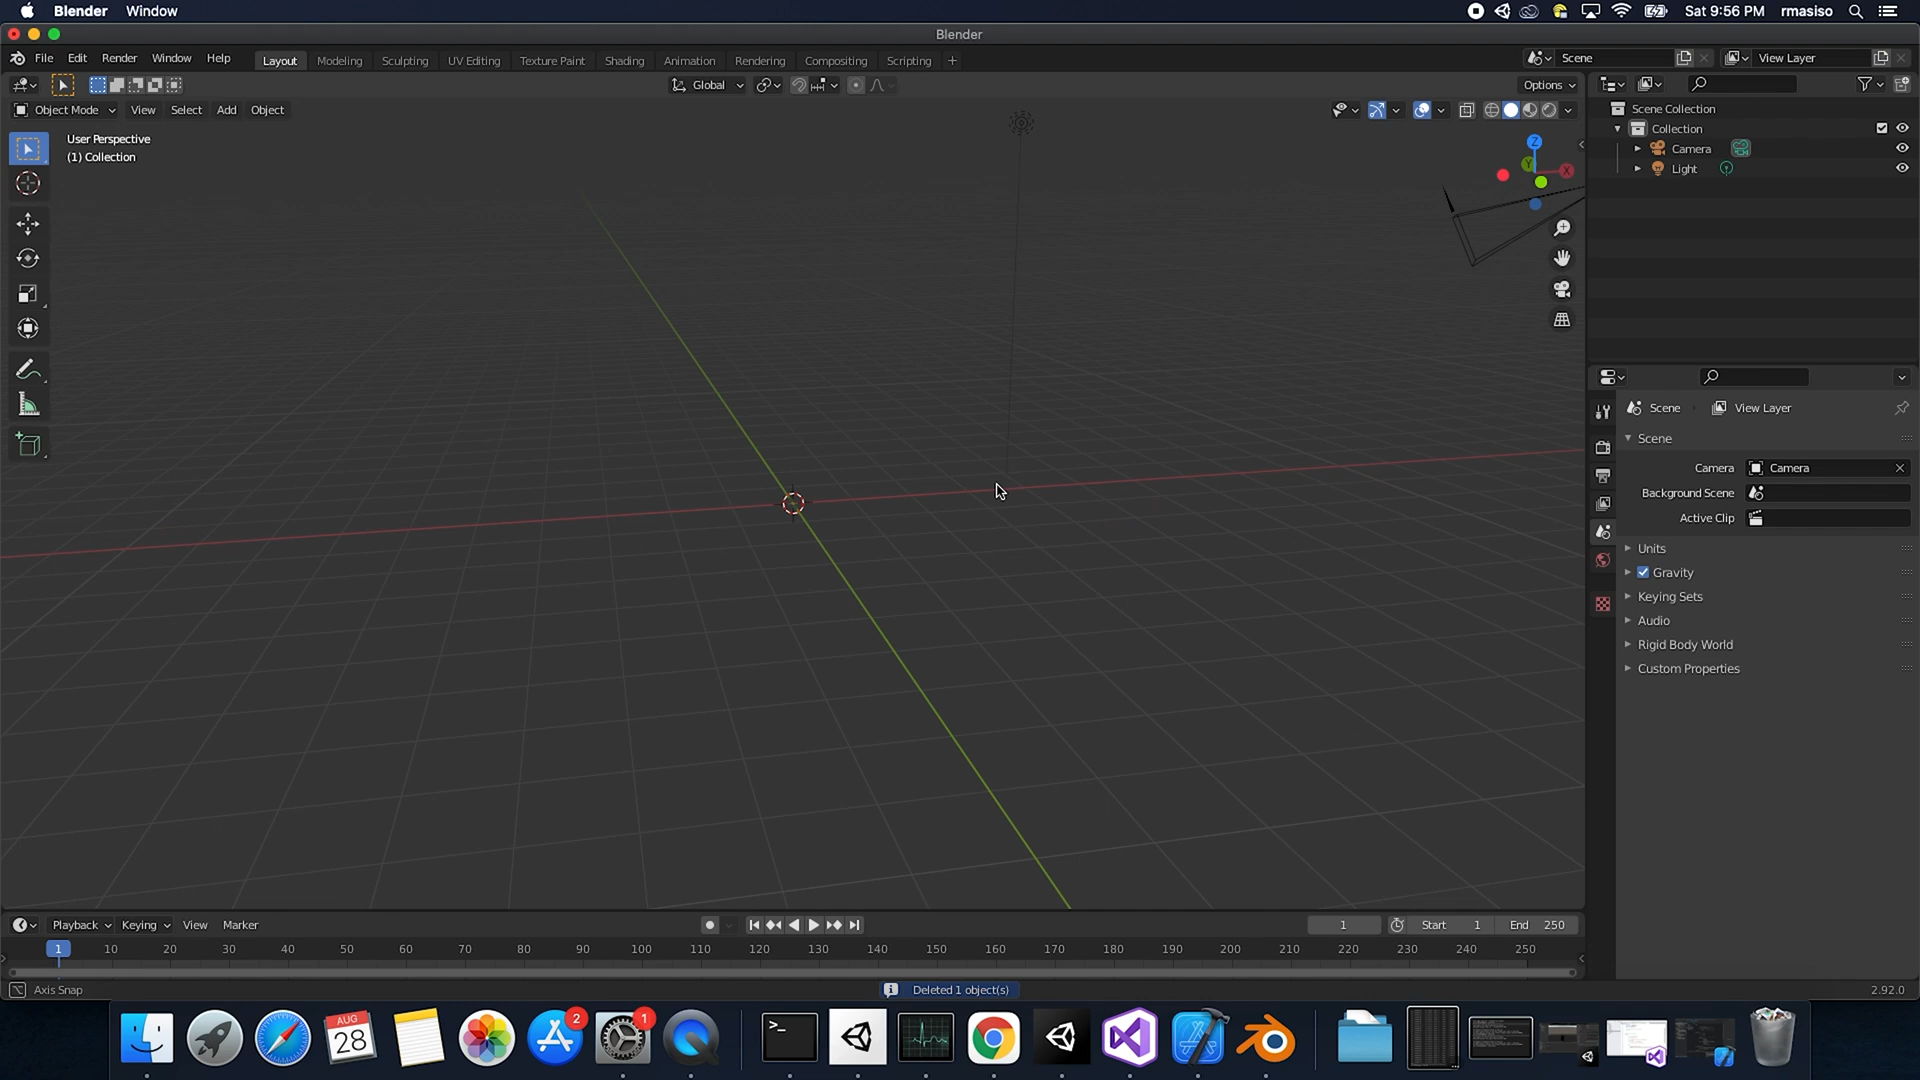 Blender Window Sat 9:56 PM rmasiso
Blender
File Edit Render Window Help Layout Modeling Sculpting UV Editing Texture Paint Shading Animation Rendering Compositing Scripting + Scene View Layer
Global Options
Object Mode View Select Add Object
User Perspective
(1) Collection
Z
Y
X
Scene Collection
Collection
Camera
Light
Scene View Layer
Scene
Camera Camera
Background Scene
Active Clip
Units
Gravity
Keying Sets
Audio
Rigid Body World
Custom Properties
Playback Keying View Marker 1 Start 1 End 250
1 10 20 30 40 50 60 70 80 90 100 110 120 130 140 150 160 170 180 190 200 210 220 230 240 250
Axis Snap Deleted 1 object(s) 2.92.0
AUG
28
2
1
>_